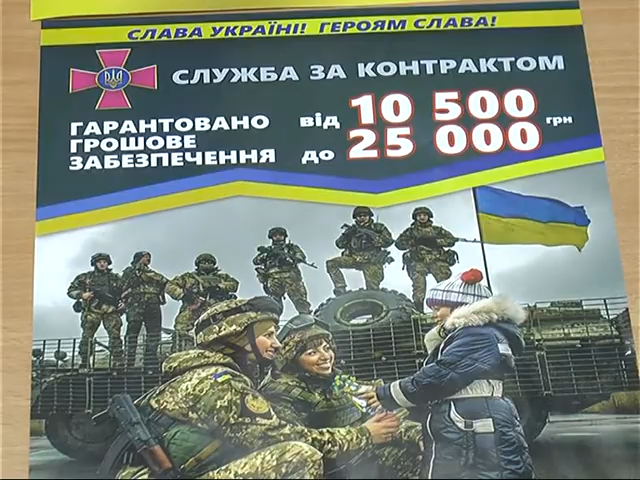 СЛАВА УКРАЇНІ! ГЕРОЯМ СЛАВА!
СЛУЖБА ЗА КОНТРАКТОМ
ГАРАНТОВАНО
ГРОШОВЕ
ЗАБЕЗПЕЧЕННЯ
від 10 500
до 25 000 грн